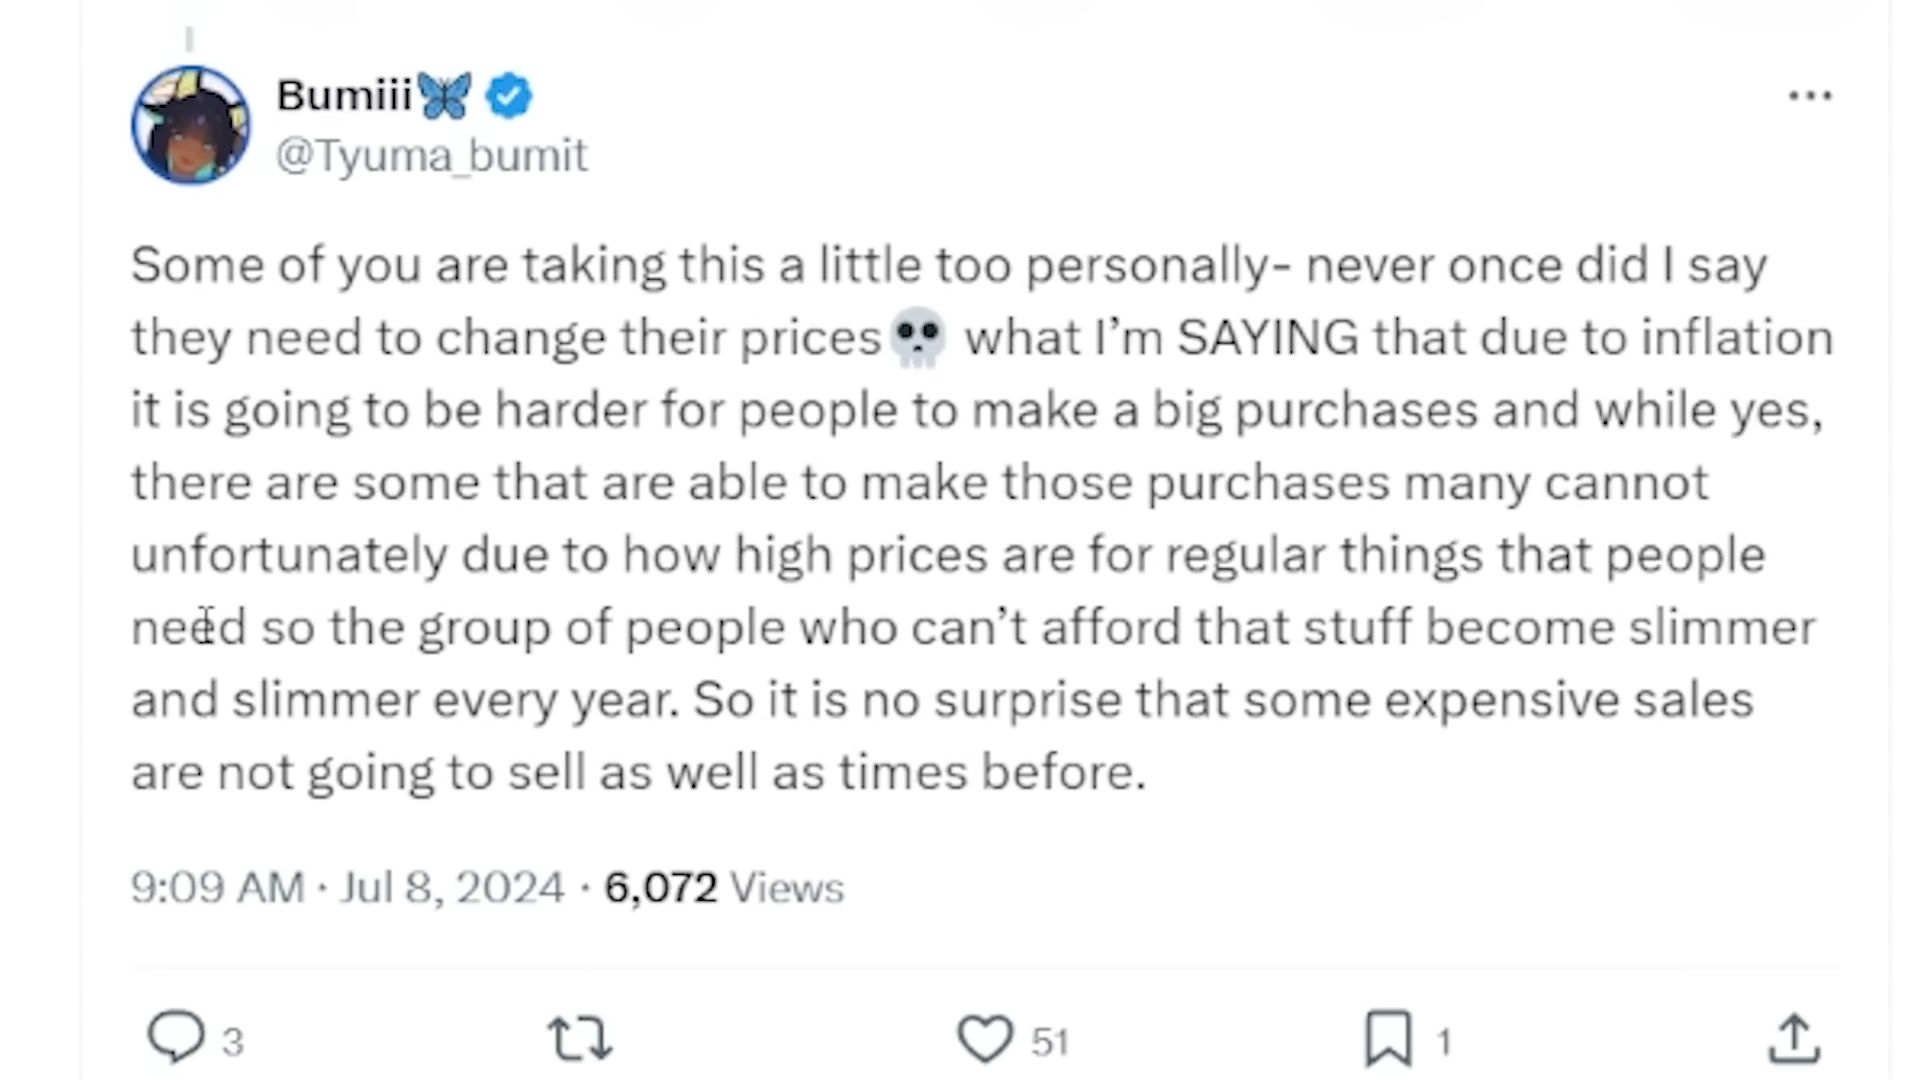 Bumiii🦋
@Tyuma_bumit
Some of you are taking this a little too personally- never once did I say
they need to change their prices💀 what I’m SAYING that due to inflation
it is going to be harder for people to make a big purchases and while yes,
there are some that are able to make those purchases many cannot
unfortunately due to how high prices are for regular things that people
need so the group of people who can’t afford that stuff become slimmer
and slimmer every year. So it is no surprise that some expensive sales
are not going to sell as well as times before.
9:09 AM · Jul 8, 2024 · 6,072 Views
3 51 1